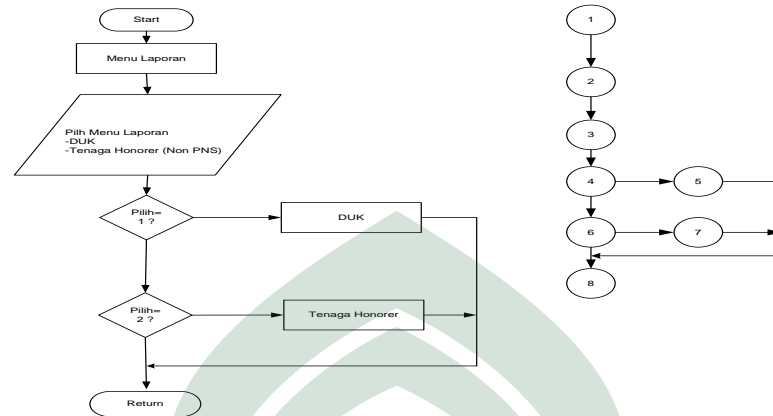 Start
Menu Laporan
Pilh Menu Laporan
-DUK
-Tenaga Honorer (Non PNS)
Pilih=
1 ?
DUK
Pilih=
2 ?
Tenaga Honorer
Return
1
2
3
4
5
6
7
8